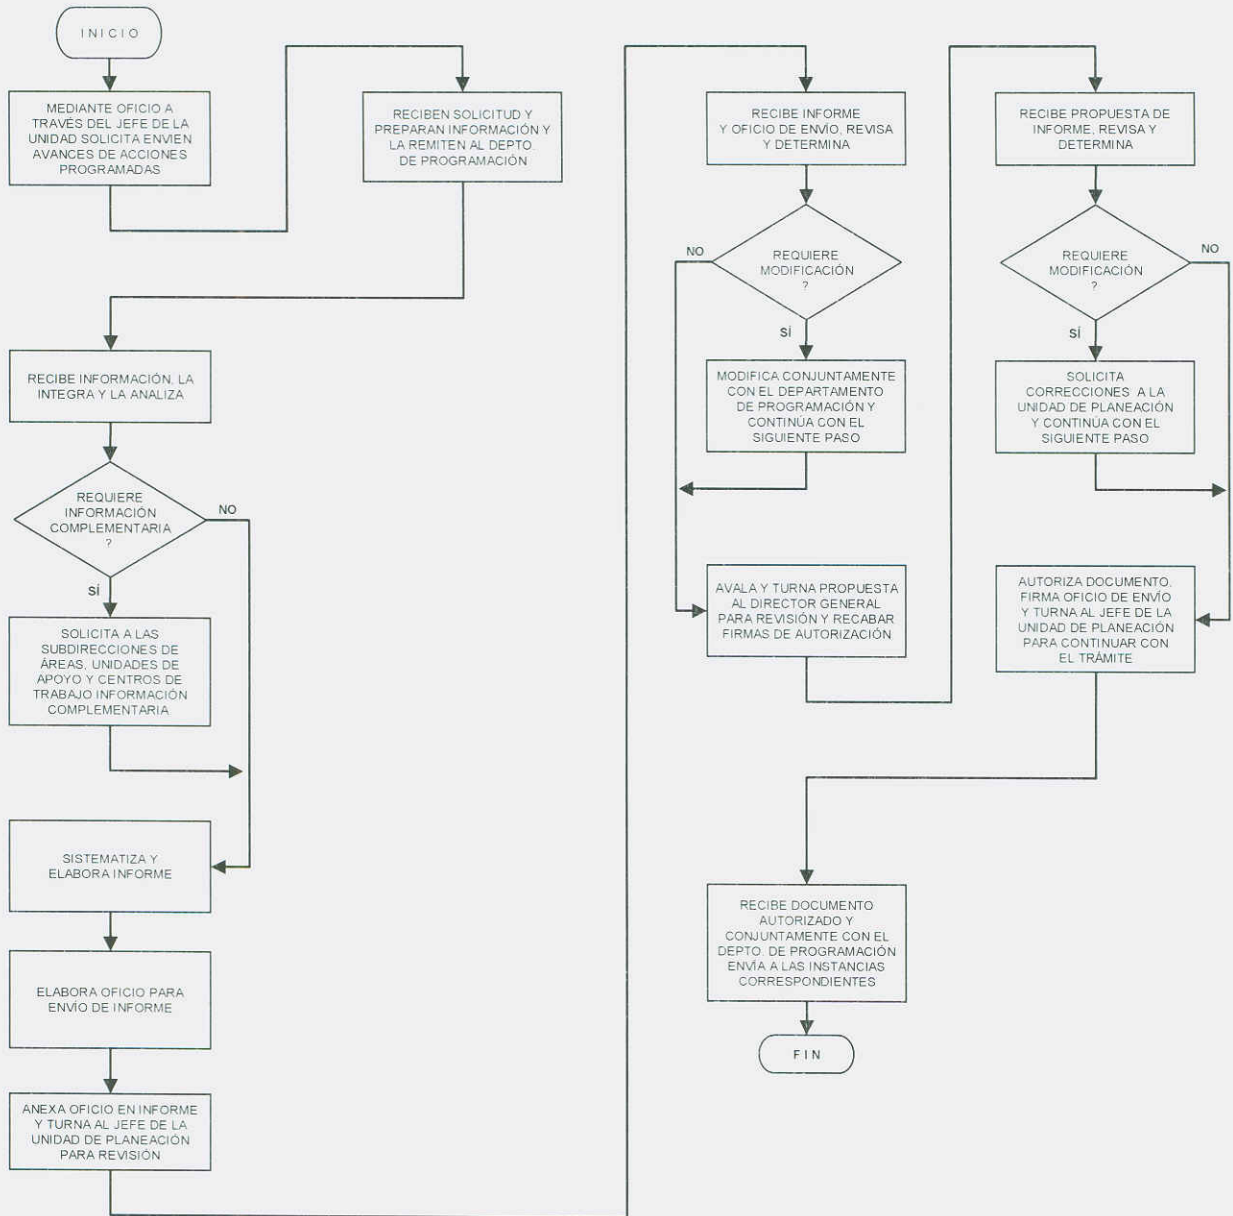 INICIO
MEDIANTE OFICIO A
TRAVÉS DEL JEFE DE LA
UNIDAD SOLICITA ENVIEN
AVANCES DE ACCIONES
PROGRAMADAS
RECIBEN SOLICITUD Y
PREPARAN INFORMACIÓN Y
LA REMITEN AL DEPTO.
DE PROGRAMACIÓN
RECIBE INFORMACIÓN, LA
INTEGRA Y LA ANALIZA
REQUIERE
INFORMACIÓN
COMPLEMENTARIA
?
NO
SÍ
SOLICITA A LAS
SUBDIRECCIONES DE
ÁREAS, UNIDADES DE
APOYO Y CENTROS DE
TRABAJO INFORMACIÓN
COMPLEMENTARIA
SISTEMATIZA Y
ELABORA INFORME
ELABORA OFICIO PARA
ENVÍO DE INFORME
ANEXA OFICIO EN INFORME
Y TURNA AL JEFE DE LA
UNIDAD DE PLANEACIÓN
PARA REVISIÓN
RECIBE INFORME
Y OFICIO DE ENVÍO, REVISA
Y DETERMINA
NO
REQUIERE
MODIFICACIÓN
?
SÍ
MODIFICA CONJUNTAMENTE
CON EL DEPARTAMENTO
DE PROGRAMACIÓN Y
CONTINÚA CON EL
SIGUIENTE PASO
AVALA Y TURNA PROPUESTA
AL DIRECTOR GENERAL
PARA REVISIÓN Y RECABAR
FIRMAS DE AUTORIZACIÓN
RECIBE PROPUESTA DE
INFORME, REVISA Y
DETERMINA
REQUIERE
MODIFICACIÓN
?
NO
SÍ
SOLICITA
CORRECCIONES A LA
UNIDAD DE PLANEACIÓN
Y CONTINÚA CON EL
SIGUIENTE PASO
AUTORIZA DOCUMENTO,
FIRMA OFICIO DE ENVÍO
Y TURNA AL JEFE DE LA
UNIDAD DE PLANEACIÓN
PARA CONTINUAR CON
EL TRÁMITE
RECIBE DOCUMENTO
AUTORIZADO Y
CONJUNTAMENTE CON EL
DEPTO. DE PROGRAMACIÓN
ENVÍA A LAS INSTANCIAS
CORRESPONDIENTES
FIN